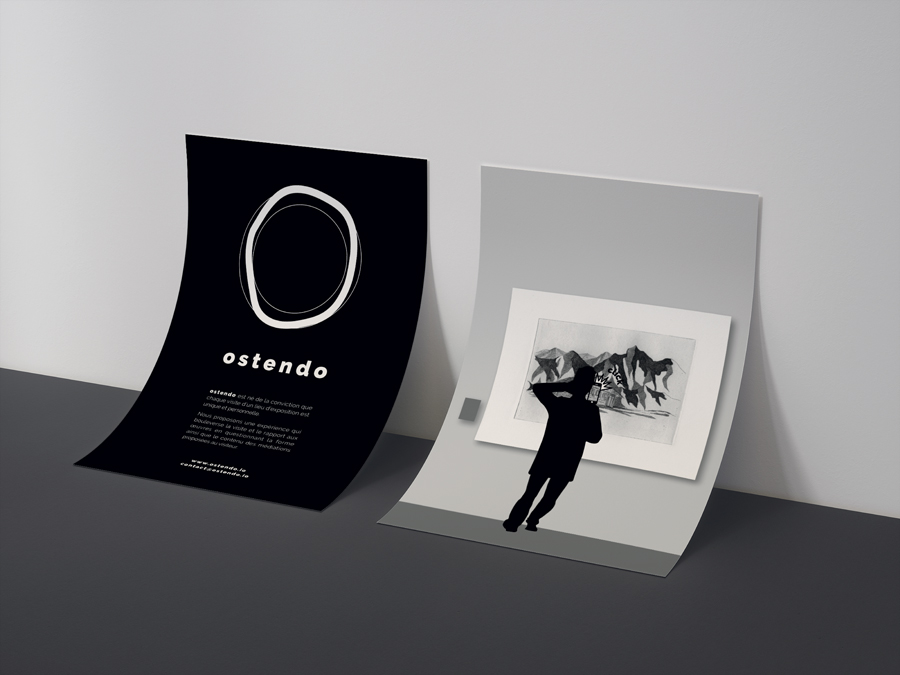 ostendo
ostendo est né de la conviction que
chaque visite d'un lieu d'exposition est
unique et personnelle.
Nous proposons une expérience qui
bouleverse la visite et le rapport aux
œuvres en questionnant la forme
ainsi que le contenu des médiations
proposées au visiteur.
www.ostendo.io
contact@ostendo.io